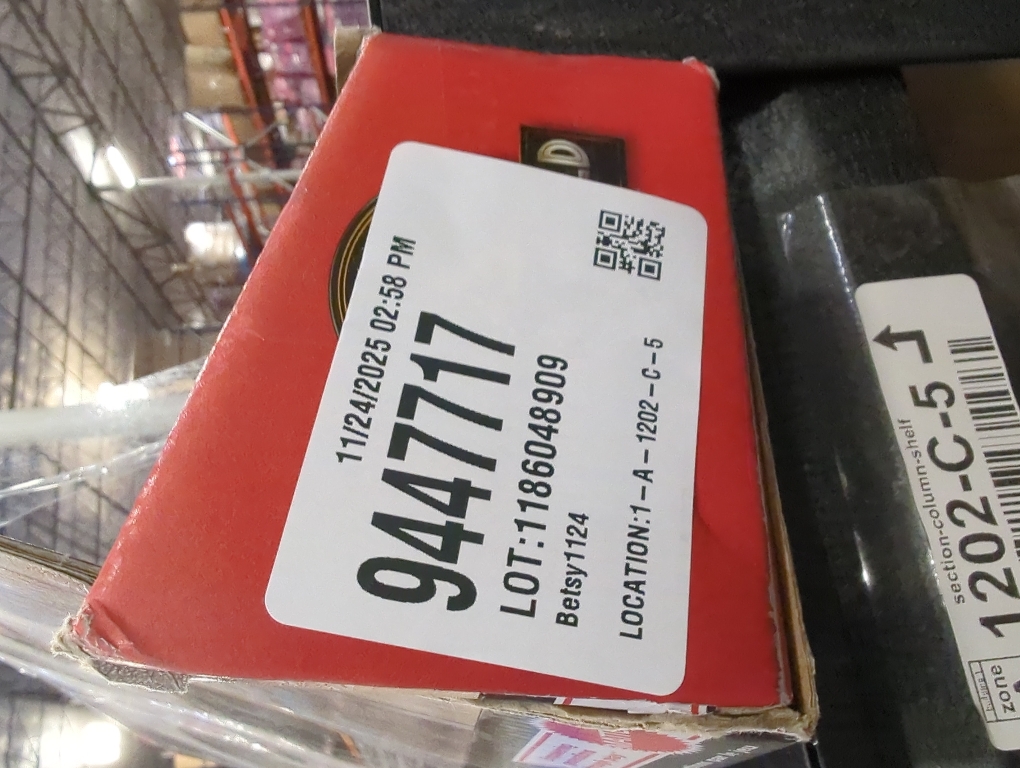 11/24/2025 02:58 PM
9447717
LOT:1186048909
Betsy1124
LOCATION:1-A-1202-C-5
section-column-shelf
1202-C-5
zone